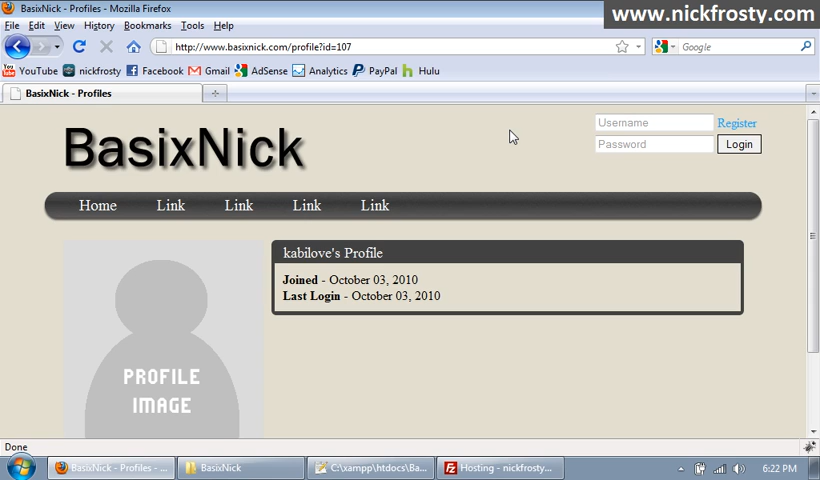 BasixNick - Profiles - Mozilla Firefox
www.nickfrosty.com
File Edit View History Bookmarks Tools Help
http://www.basixnick.com/profile?id=107
Google
YouTube nickfrosty Facebook Gmail AdSense Analytics PayPal Hulu
BasixNick - Profiles
BasixNick
Username Register
Password Login
Home Link Link Link Link
kabilove's Profile
Joined - October 03, 2010
Last Login - October 03, 2010
PROFILE
IMAGE
Done
BasixNick - Profiles - ... BasixNick C:\xampp\htdocs\Ba... Hosting - nickfrosty... 6:22 PM